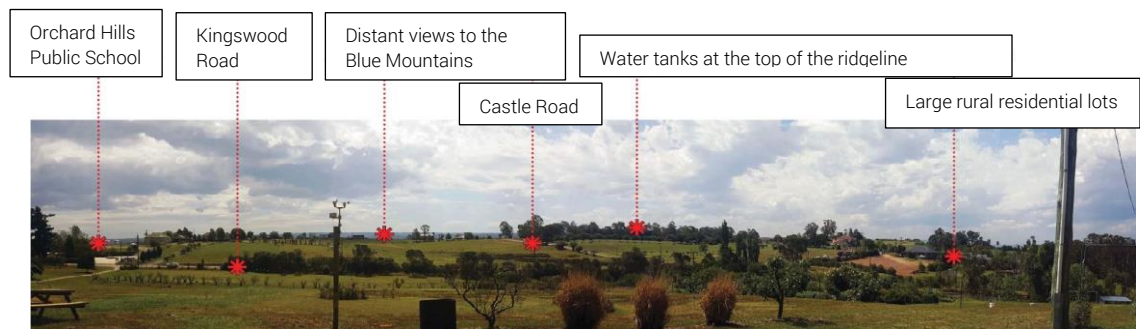 Orchard Hills
Public School
Kingswood
Road
Distant views to the
Blue Mountains
Castle Road
Water tanks at the top of the ridgeline
Large rural residential lots